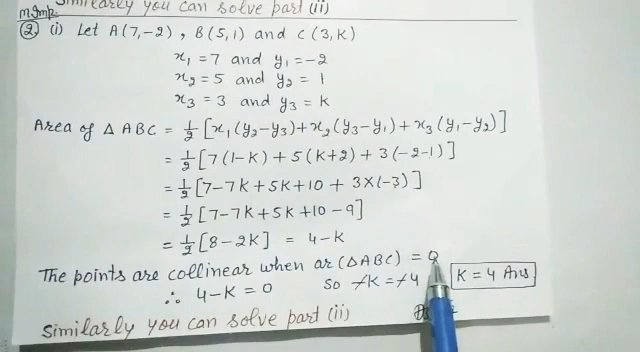 Similarly you can solve part (ii)
M.Imp
② (i) Let A(7,-2), B(5,1) and C(3,K)
x₁=7 and y₁=-2
x₂=5 and y₂=1
x₃=3 and y₃=K
Area of △ ABC = 1/2 [x₁(y₂-y₃)+x₂(y₃-y₁)+x₃(y₁-y₂)]
= 1/2 [7(1-K)+5(K+2)+3(-2-1)]
= 1/2 [7-7K+5K+10+3×(-3)]
= 1/2 [7-7K+5K+10-9]
= 1/2 [8-2K] = 4-K
The points are collinear when ar(△ABC) = 0
∴ 4-K=0 So -K=-4 K=4 Ans
Similarly you can solve part (ii)